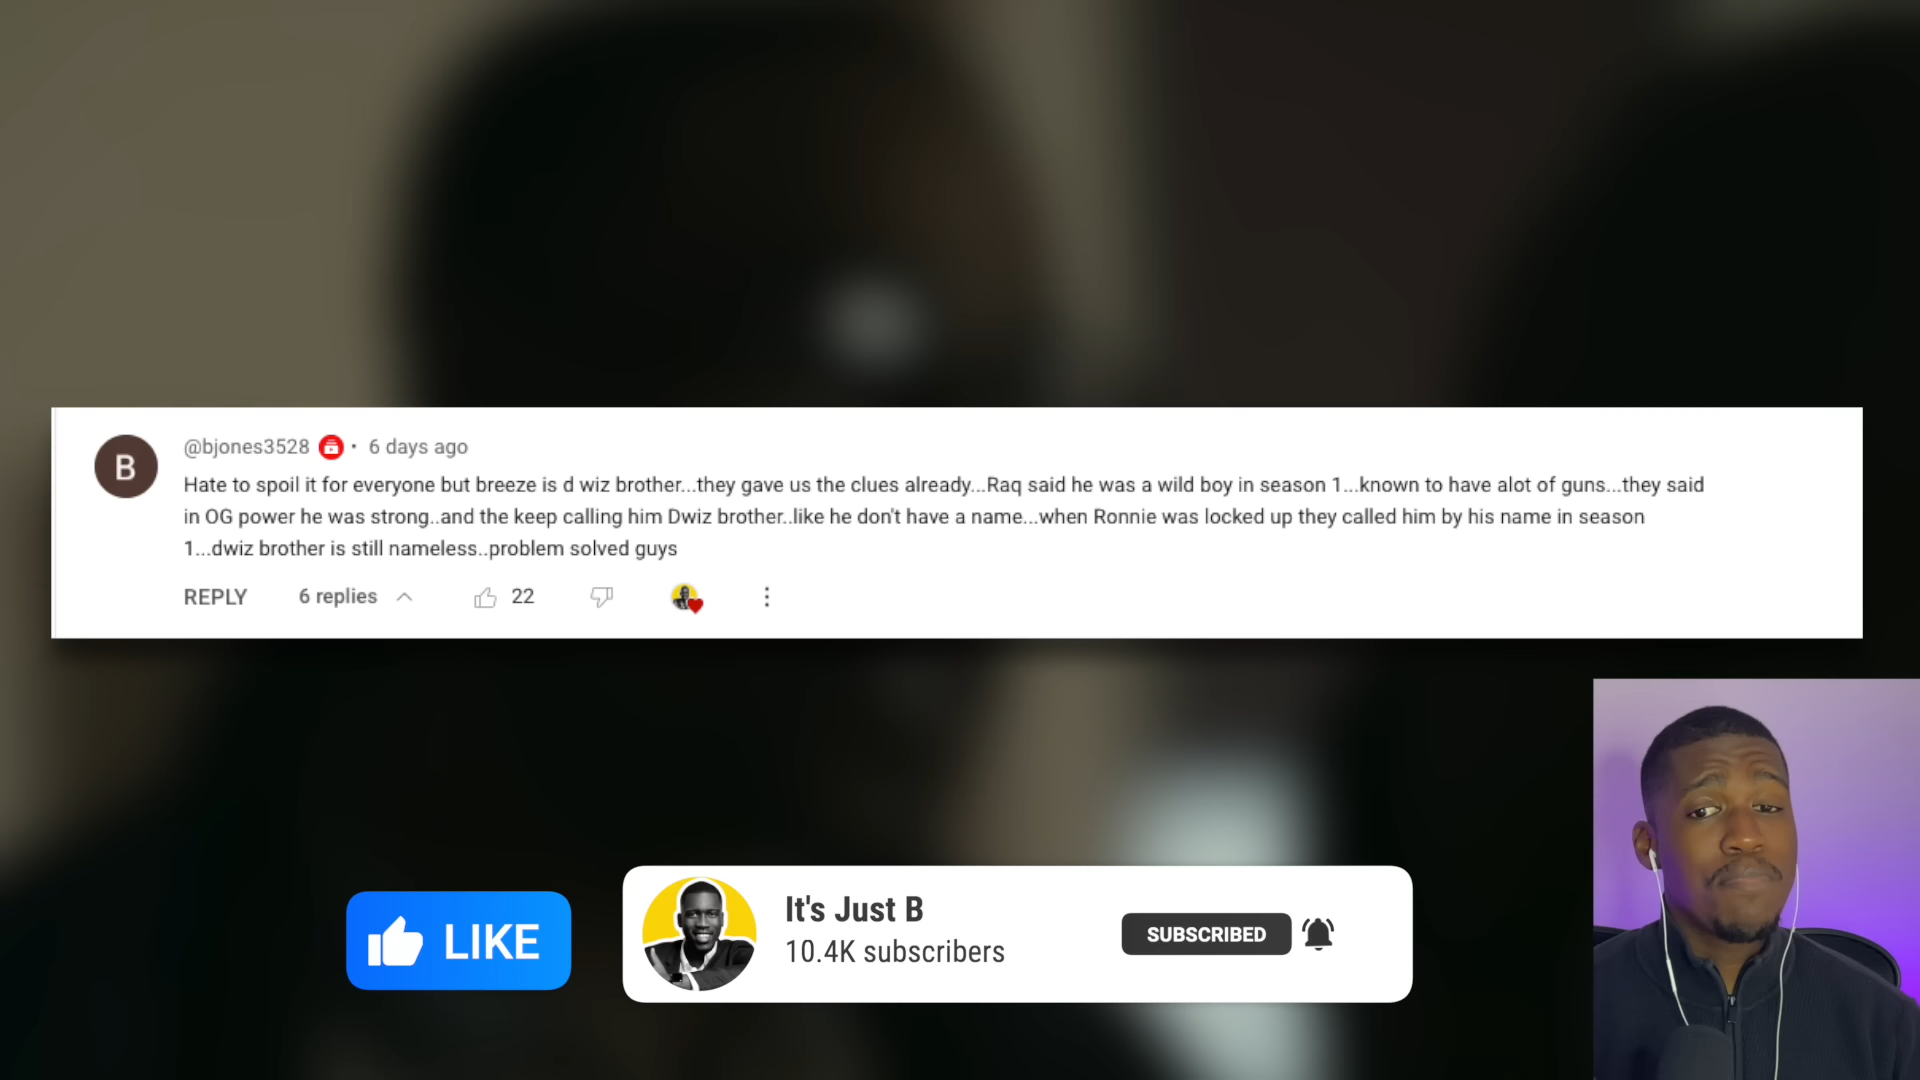 B
@bjones3528 · 6 days ago
Hate to spoil it for everyone but breeze is d wiz brother...they gave us the clues already...Raq said he was a wild boy in season 1...known to have alot of guns...they said
in OG power he was strong..and the keep calling him Dwiz brother..like he don't have a name...when Ronnie was locked up they called him by his name in season
1...dwiz brother is still nameless..problem solved guys
REPLY 6 replies 22
LIKE
It's Just B
10.4K subscribers
SUBSCRIBED